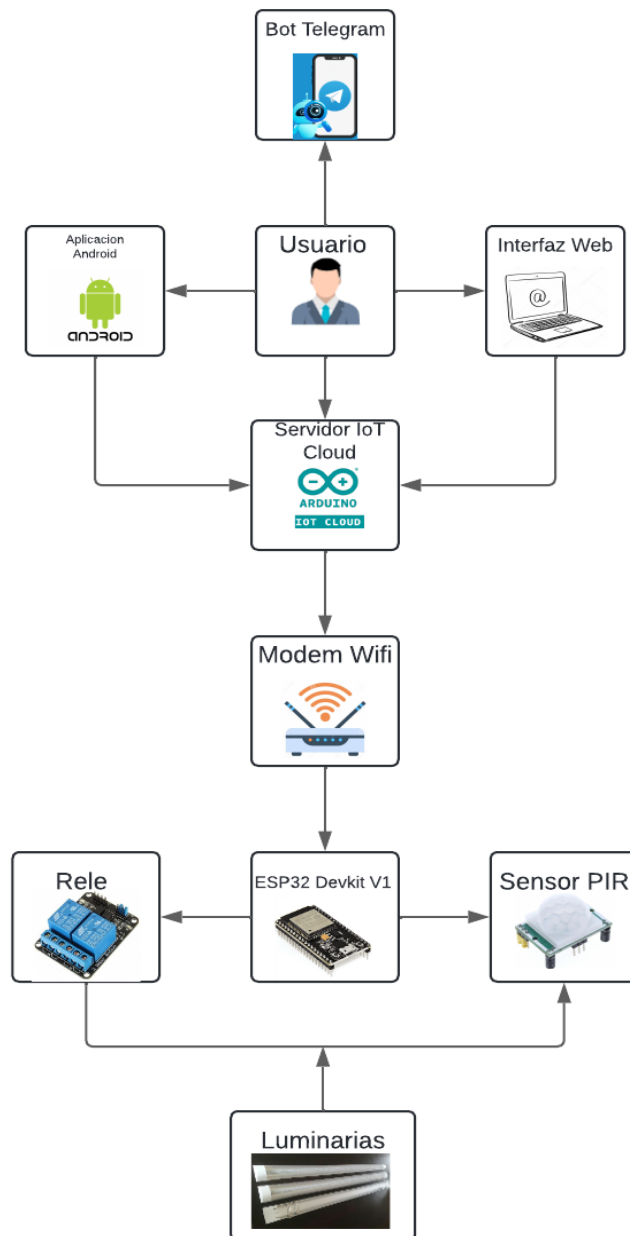 Bot Telegram
Aplicacion
Android
ANDROID
Usuario
Interfaz Web
@
Servidor IoT
Cloud
ARDUINO
IOT CLOUD
Modem Wifi
Rele
ESP32 Devkit V1
Sensor PIR
Luminarias